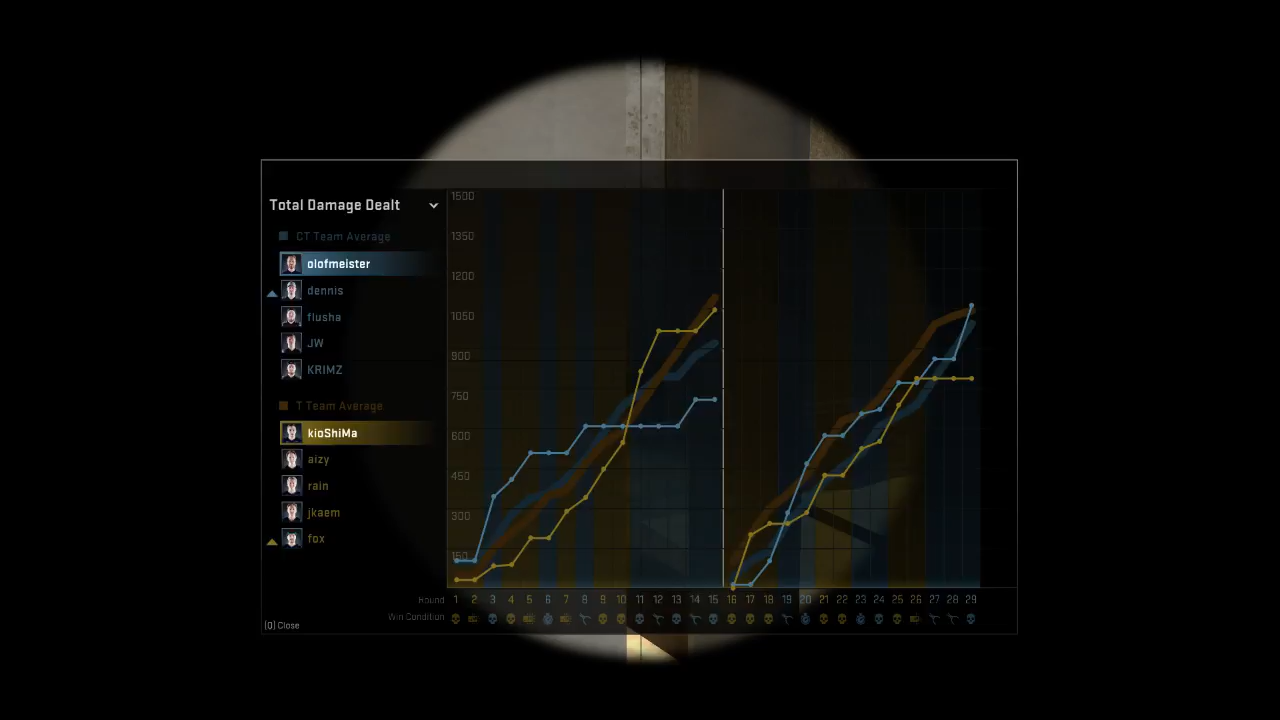 Total Damage Dealt
CT Team Average
olofmeister
dennis
flusha
JW
KRIMZ
T Team Average
kioShiMa
aizy
rain
jkaem
fox
1500
1350
1200
1050
900
750
600
450
300
150
Round 1 2 3 4 5 6 7 8 9 10 11 12 13 14 15 16 17 18 19 20 21 22 23 24 25 26 27 28 29
Win Condition
[0] Close